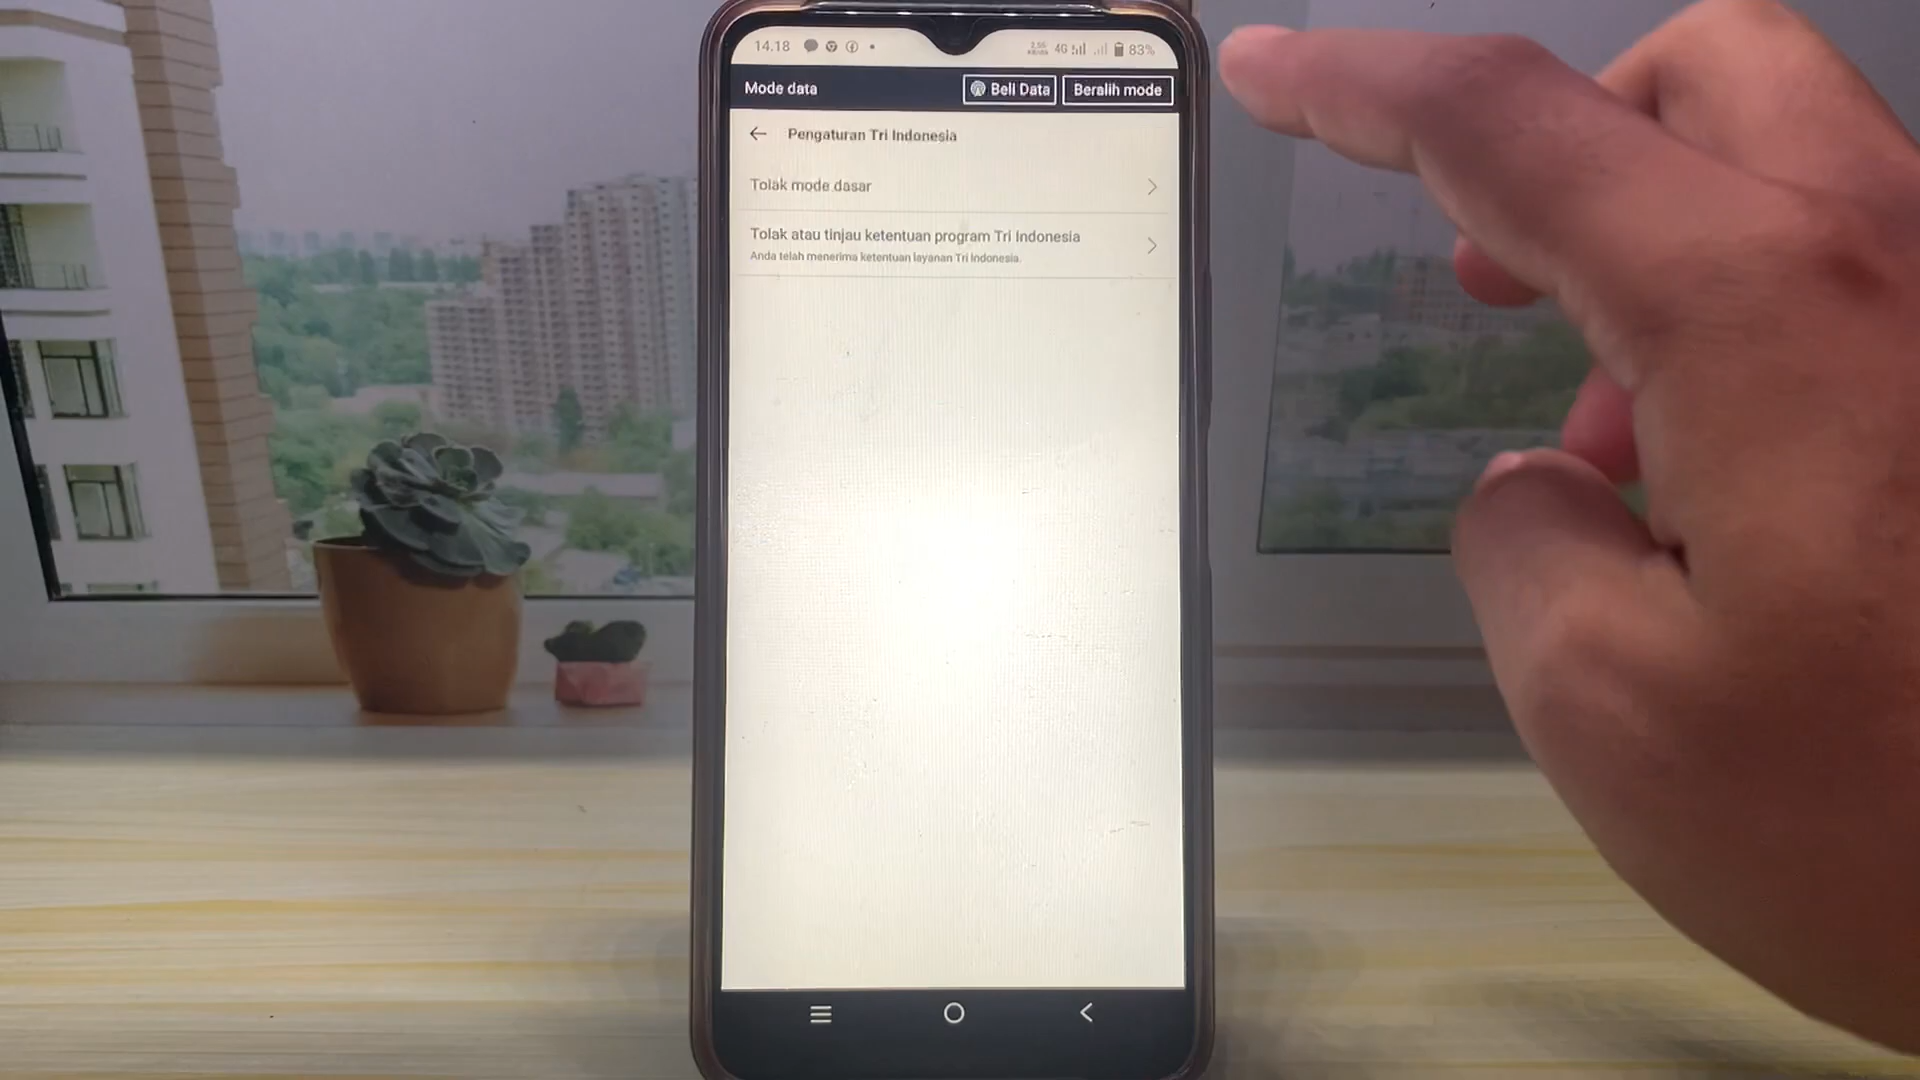 14.18
4G
83%
Mode data
Beli Data
Beralih mode
Pengaturan Tri Indonesia
Tolak mode dasar
Tolak atau tinjau ketentuan program Tri Indonesia
Anda telah menerima ketentuan layanan Tri Indonesia.